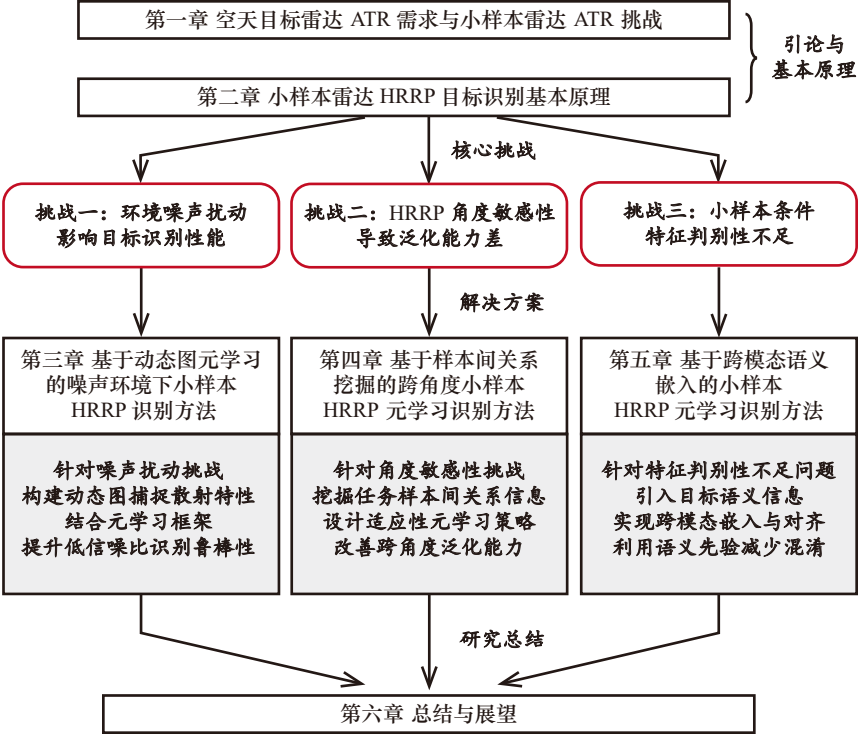 第一章 空天目标雷达 ATR 需求与小样本雷达 ATR 挑战
引论与
基本原理
第二章 小样本雷达 HRRP 目标识别基本原理
核心挑战
挑战一：环境噪声扰动
影响目标识别性能
挑战二：HRRP 角度敏感性
导致泛化能力差
挑战三：小样本条件
特征判别性不足
解决方案
第三章 基于动态图元学习
的噪声环境下小样本
HRRP 识别方法
第四章 基于样本间关系
挖掘的跨角度小样本
HRRP 元学习识别方法
第五章 基于跨模态语义
嵌入的小样本
HRRP 元学习识别方法
针对噪声扰动挑战
构建动态图捕捉散射特性
结合元学习框架
提升低信噪比识别鲁棒性
针对角度敏感性挑战
挖掘任务样本间关系信息
设计适应性元学习策略
改善跨角度泛化能力
针对特征判别性不足问题
引入目标语义信息
实现跨模态嵌入与对齐
利用语义先验减少混淆
研究总结
第六章 总结与展望